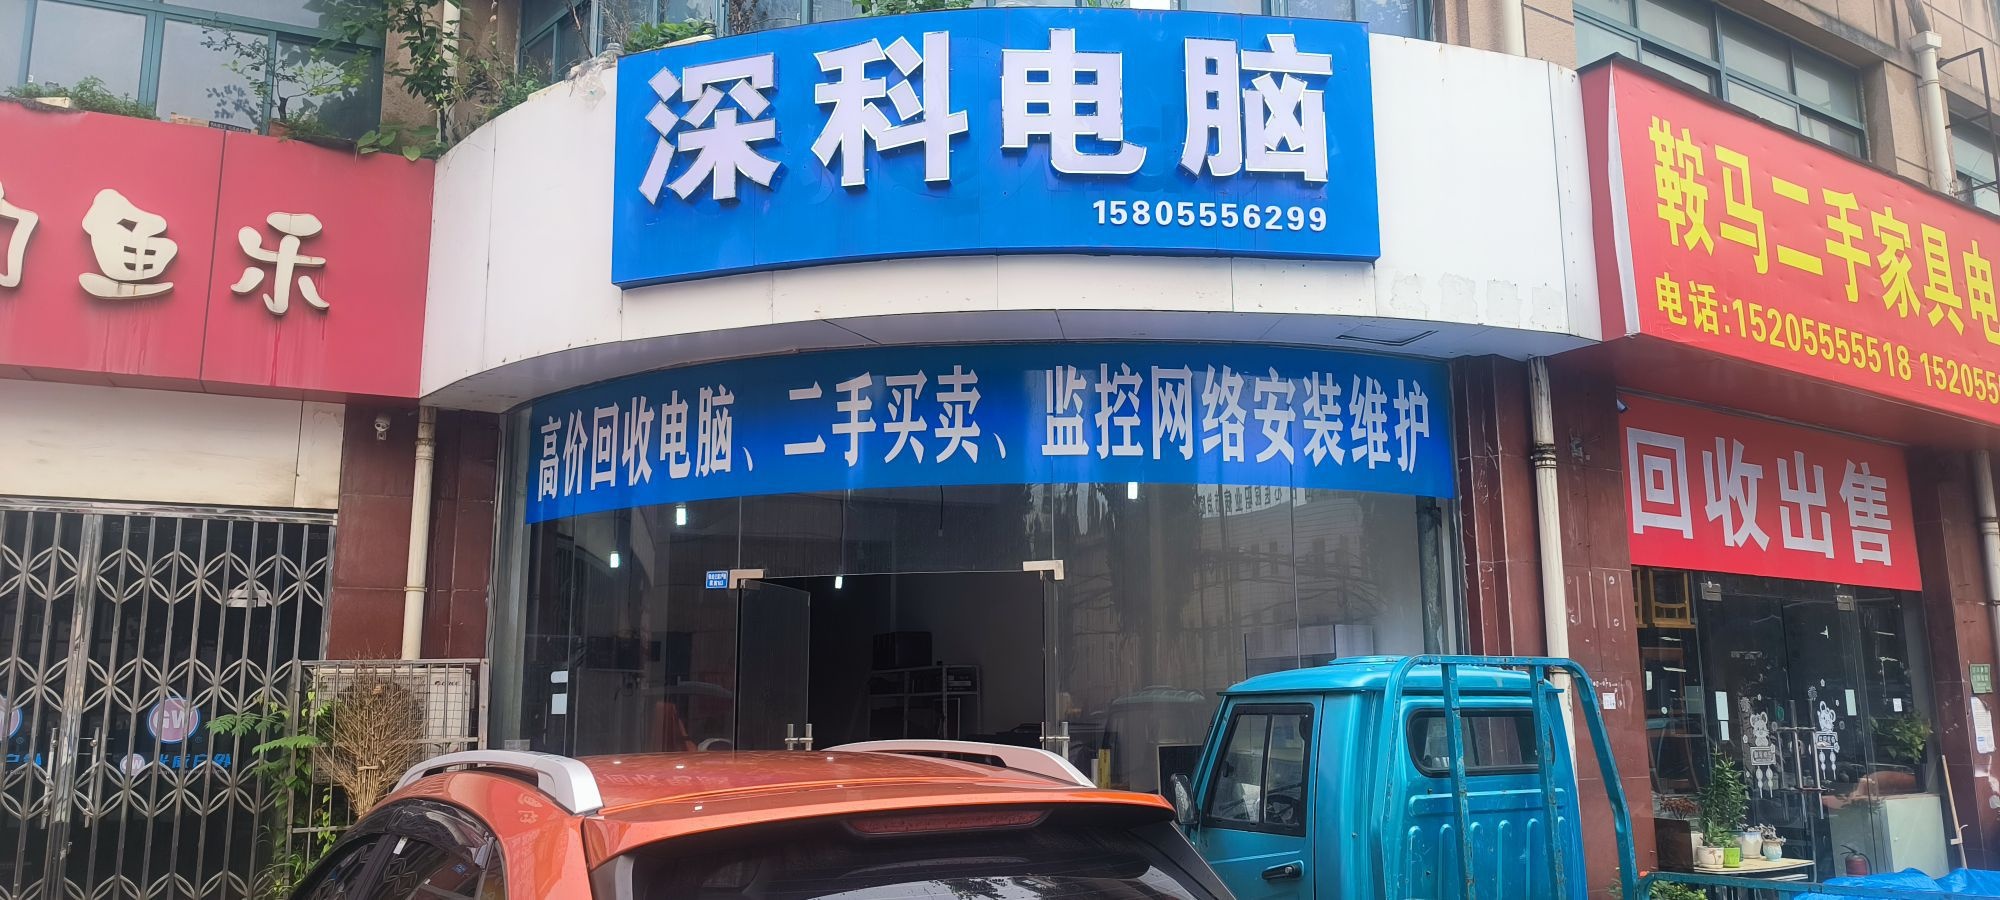 鱼乐
深科电脑
15805556299
高价回收电脑、二手买卖、监控网络安装维护
鞍马二手家具电
电话:15205555518 152055
回收出售
GW